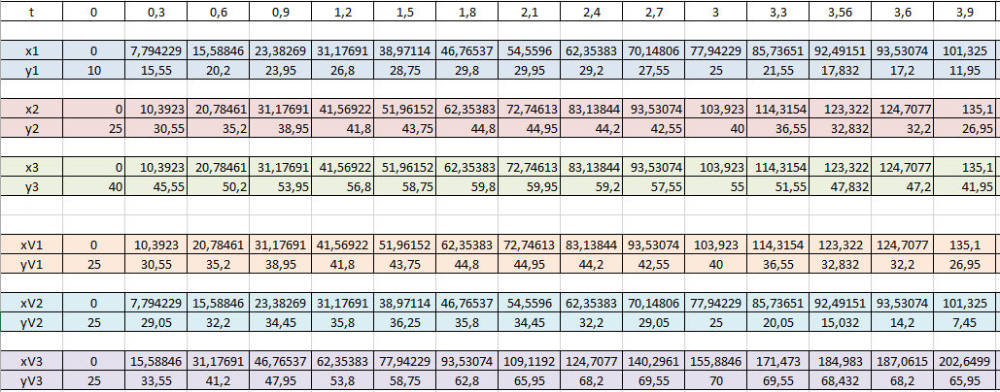 t 0 0,3 0,6 0,9 1,2 1,5 1,8 2,1 2,4 2,7 3 3,3 3,56 3,6 3,9
x1 0 7,794229 15,58846 23,38269 31,17691 38,97114 46,76537 54,5596 62,35383 70,14806 77,94229 85,73651 92,49151 93,53074 101,325
y1 10 15,55 20,2 23,95 26,8 28,75 29,8 29,95 29,2 27,55 25 21,55 17,832 17,2 11,95
x2 0 10,3923 20,78461 31,17691 41,56922 51,96152 62,35383 72,74613 83,13844 93,53074 103,923 114,3154 123,322 124,7077 135,1
y2 25 30,55 35,2 38,95 41,8 43,75 44,8 44,95 44,2 42,55 40 36,55 32,832 32,2 26,95
x3 0 10,3923 20,78461 31,17691 41,56922 51,96152 62,35383 72,74613 83,13844 93,53074 103,923 114,3154 123,322 124,7077 135,1
y3 40 45,55 50,2 53,95 56,8 58,75 59,8 59,95 59,2 57,55 55 51,55 47,832 47,2 41,95
xV1 0 10,3923 20,78461 31,17691 41,56922 51,96152 62,35383 72,74613 83,13844 93,53074 103,923 114,3154 123,322 124,7077 135,1
yV1 25 30,55 35,2 38,95 41,8 43,75 44,8 44,95 44,2 42,55 40 36,55 32,832 32,2 26,95
xV2 0 7,794229 15,58846 23,38269 31,17691 38,97114 46,76537 54,5596 62,35383 70,14806 77,94229 85,73651 92,49151 93,53074 101,325
yV2 25 29,05 32,2 34,45 35,8 36,25 35,8 34,45 32,2 29,05 25 20,05 15,032 14,2 7,45
xV3 0 15,58846 31,17691 46,76537 62,35383 77,94229 93,53074 109,1192 124,7077 140,2961 155,8846 171,473 184,983 187,0615 202,6499
yV3 25 33,55 41,2 47,95 53,8 58,75 62,8 65,95 68,2 69,55 70 69,55 68,432 68,2 65,95